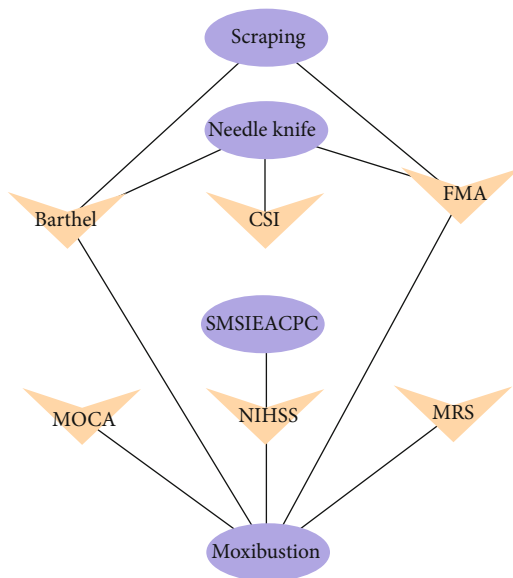 Scraping
Needle knife
Barthel
CSI
FMA
SMSIEACPC
MOCA
NIHSS
MRS
Moxibustion